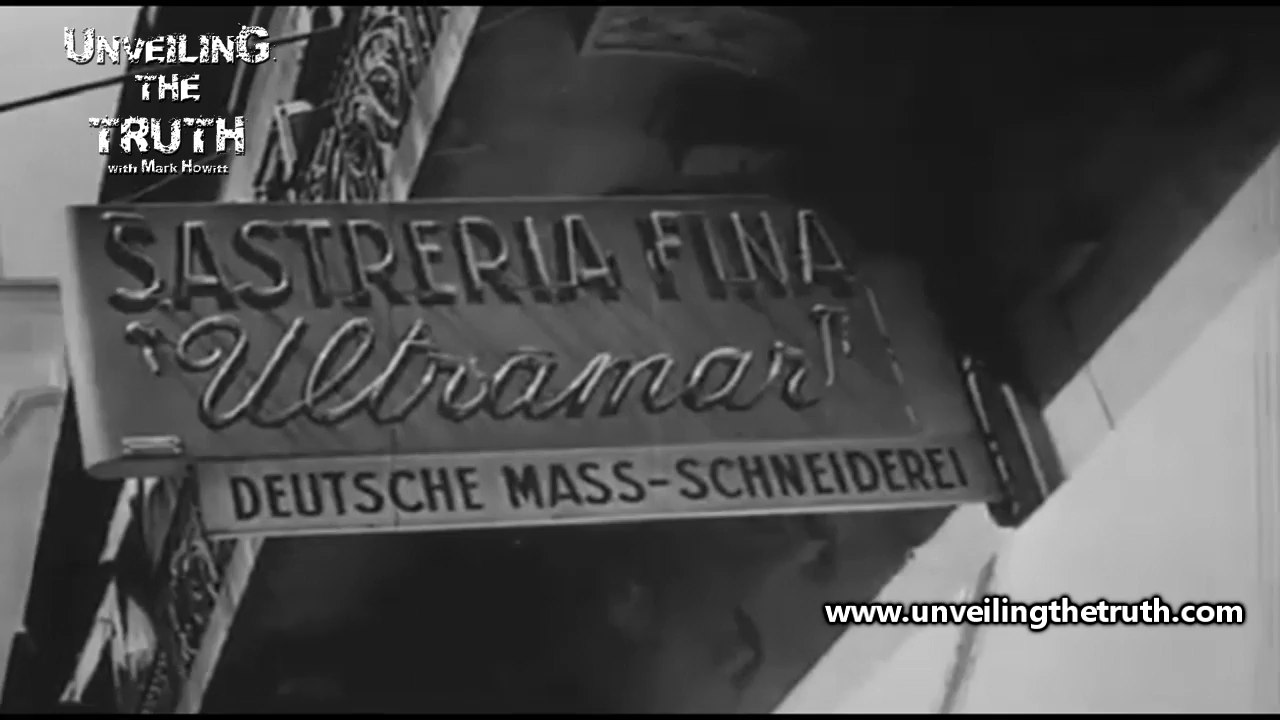 UNVEILING
THE
TRUTH
with Mark Howitt
SASTRERIA FINA
"Ultramar"
DEUTSCHE MASS-SCHNEIDEREI
www.unveilingthetruth.com